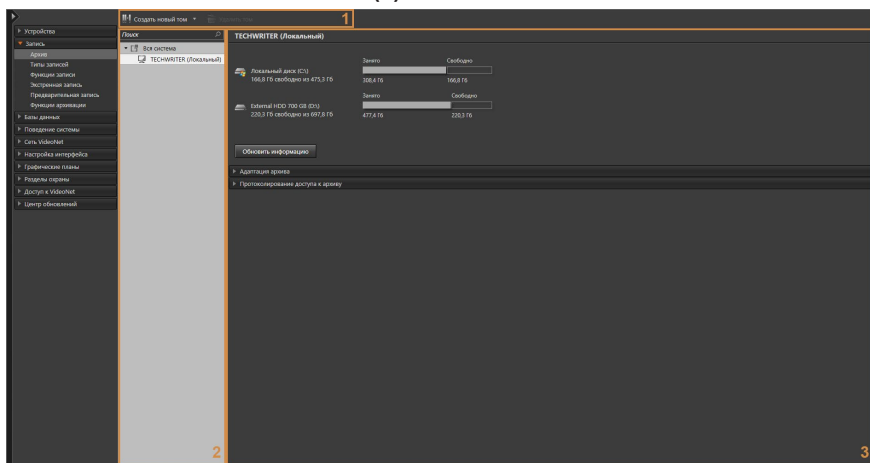 Создать новый том
Удалить том
1
Устройства
Запись
Архив
Типы записей
Функции записи
Экстренная запись
Предварительная запись
Функции архивации
Базы данных
Поведение системы
Сеть VideoNet
Настройка интерфейса
Графические планы
Разделы охраны
Доступ к VideoNet
Центр обновлений
Поиск
Вся система
TECHWRITER (Локальный)
2
TECHWRITER (Локальный)
Занято Свободно
Локальный диск (C:\)
166,8 Гб свободно из 475,3 Гб
308,4 Гб 166,8 Гб
Занято Свободно
External HDD 700 GB (D:\)
220,3 Гб свободно из 697,8 Гб
477,4 Гб 220,3 Гб
Обновить информацию
Адаптация архива
Протоколирование доступа к архиву
3